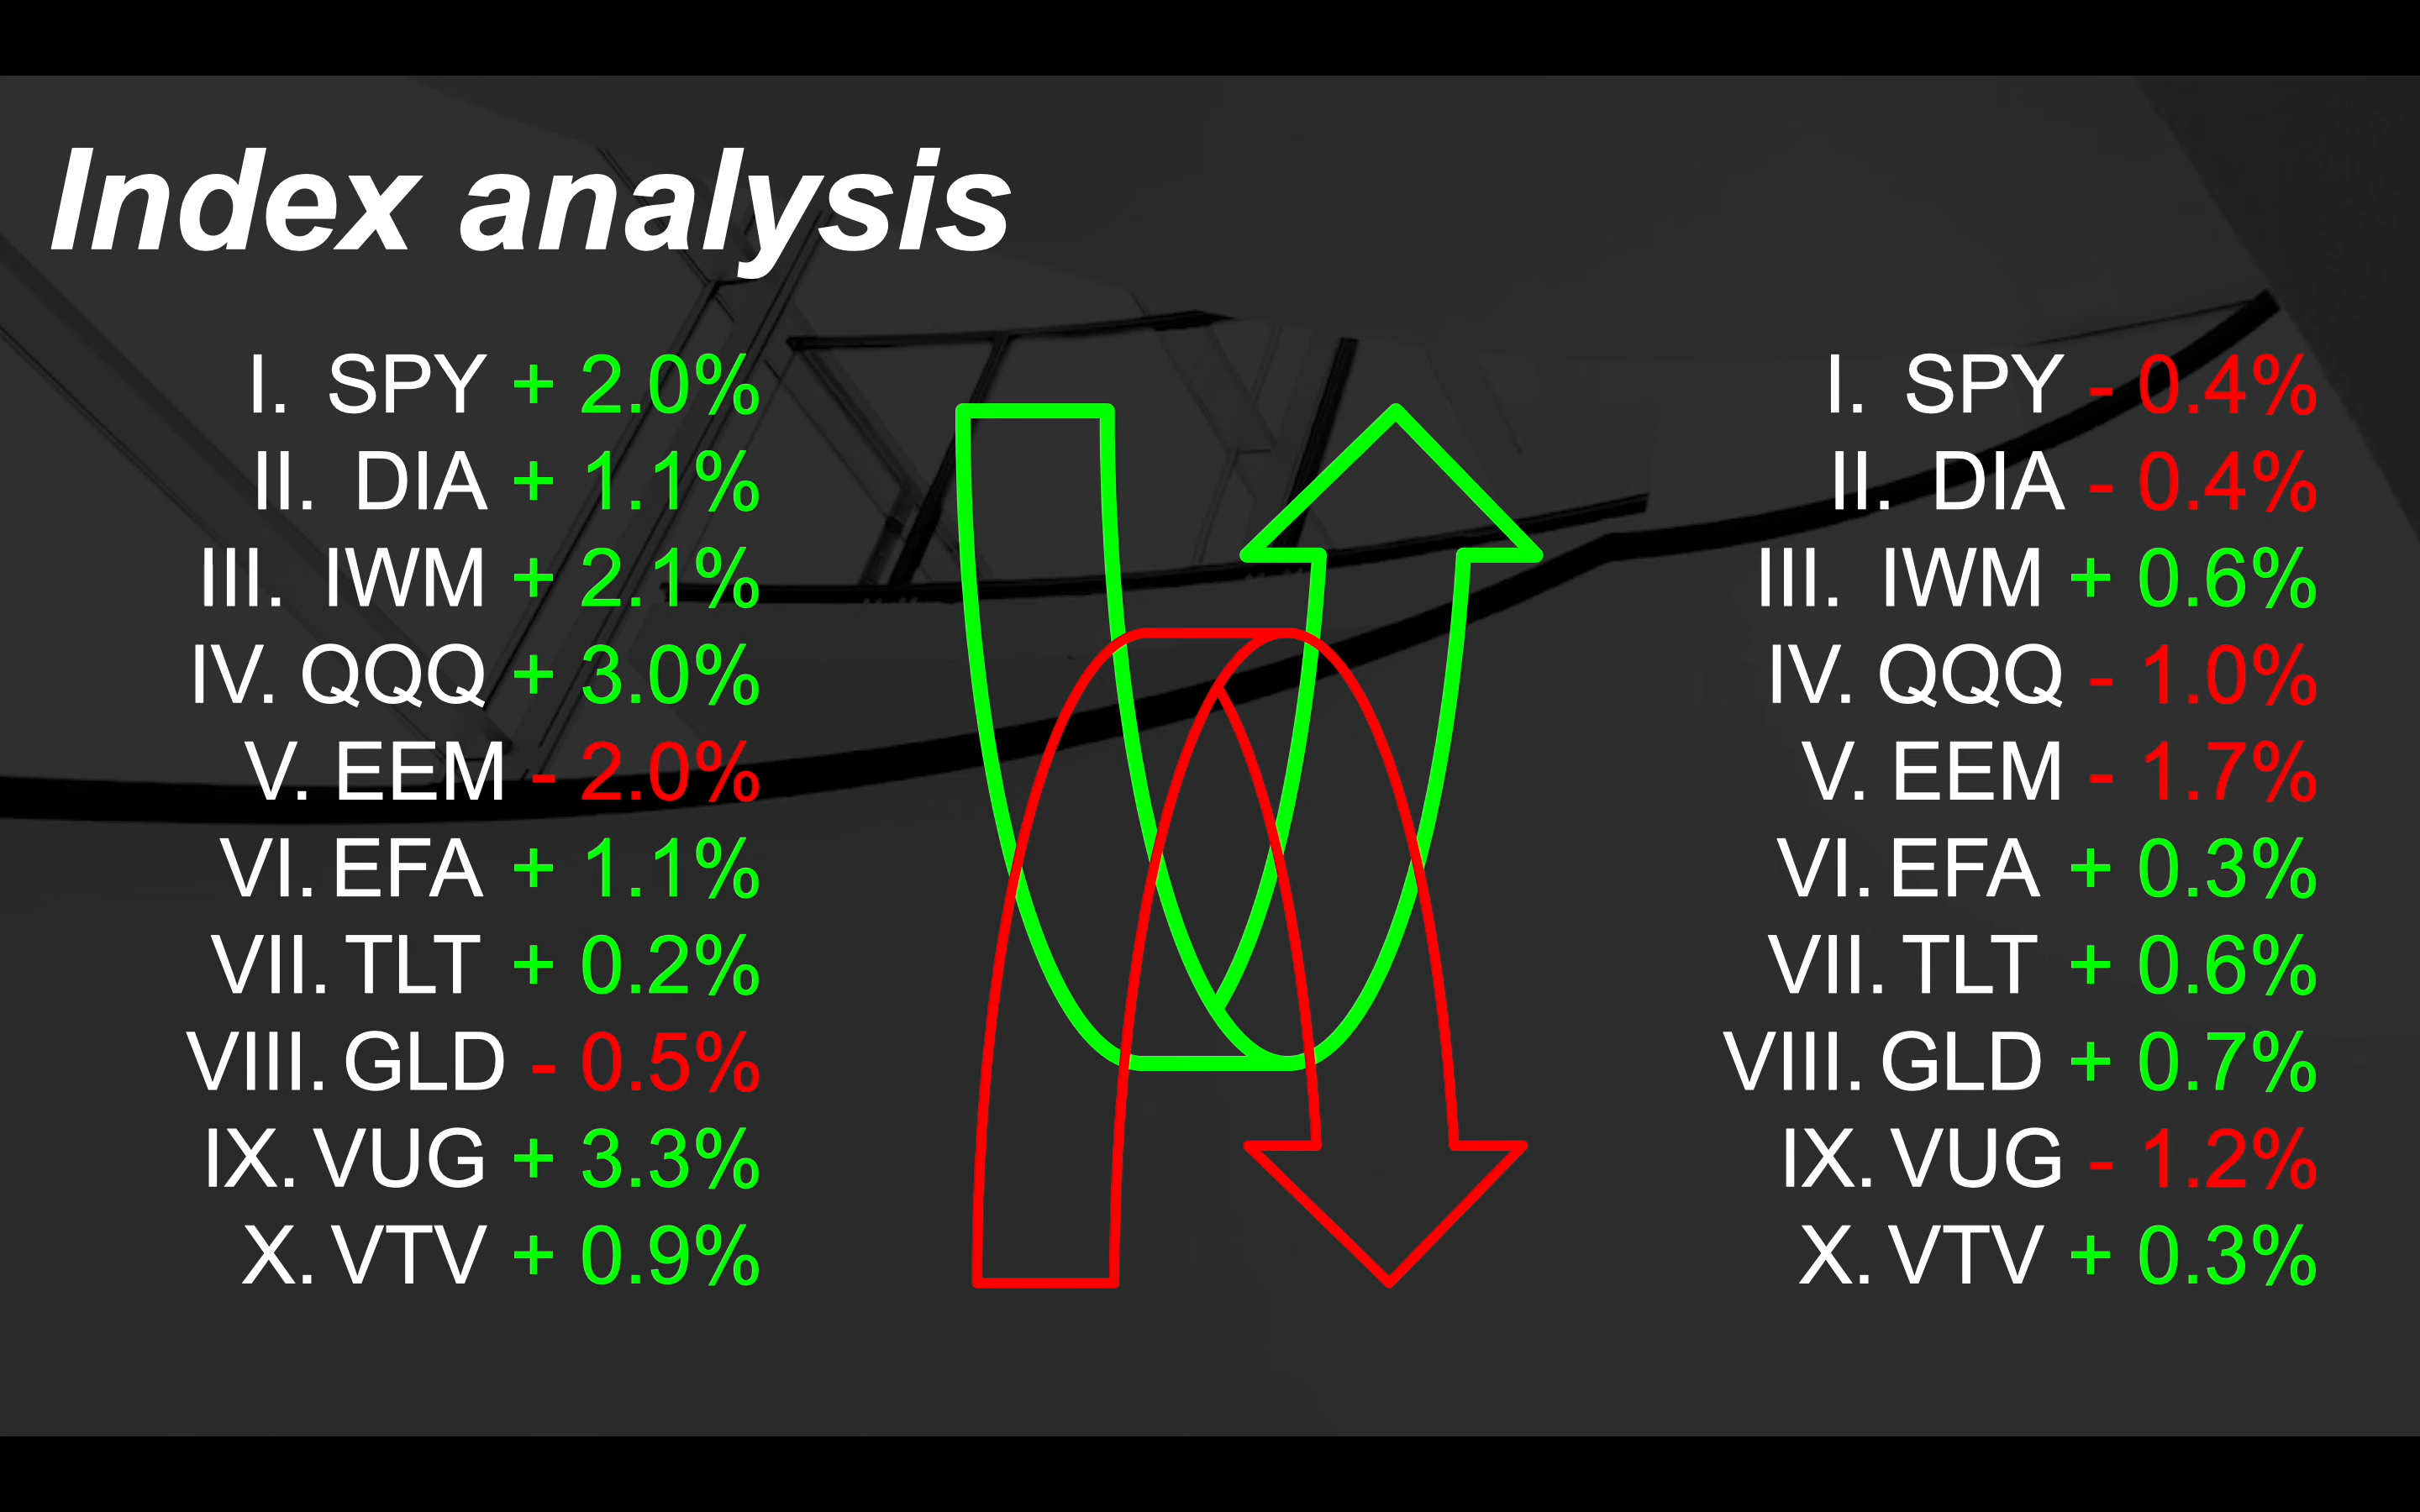 Index analysis
I. SPY + 2.0%
II. DIA + 1.1%
III. IWM + 2.1%
IV. QQQ + 3.0%
V. EEM - 2.0%
VI. EFA + 1.1%
VII. TLT + 0.2%
VIII. GLD - 0.5%
IX. VUG + 3.3%
X. VTV + 0.9%
I. SPY - 0.4%
II. DIA - 0.4%
III. IWM + 0.6%
IV. QQQ - 1.0%
V. EEM - 1.7%
VI. EFA + 0.3%
VII. TLT + 0.6%
VIII. GLD + 0.7%
IX. VUG - 1.2%
X. VTV + 0.3%